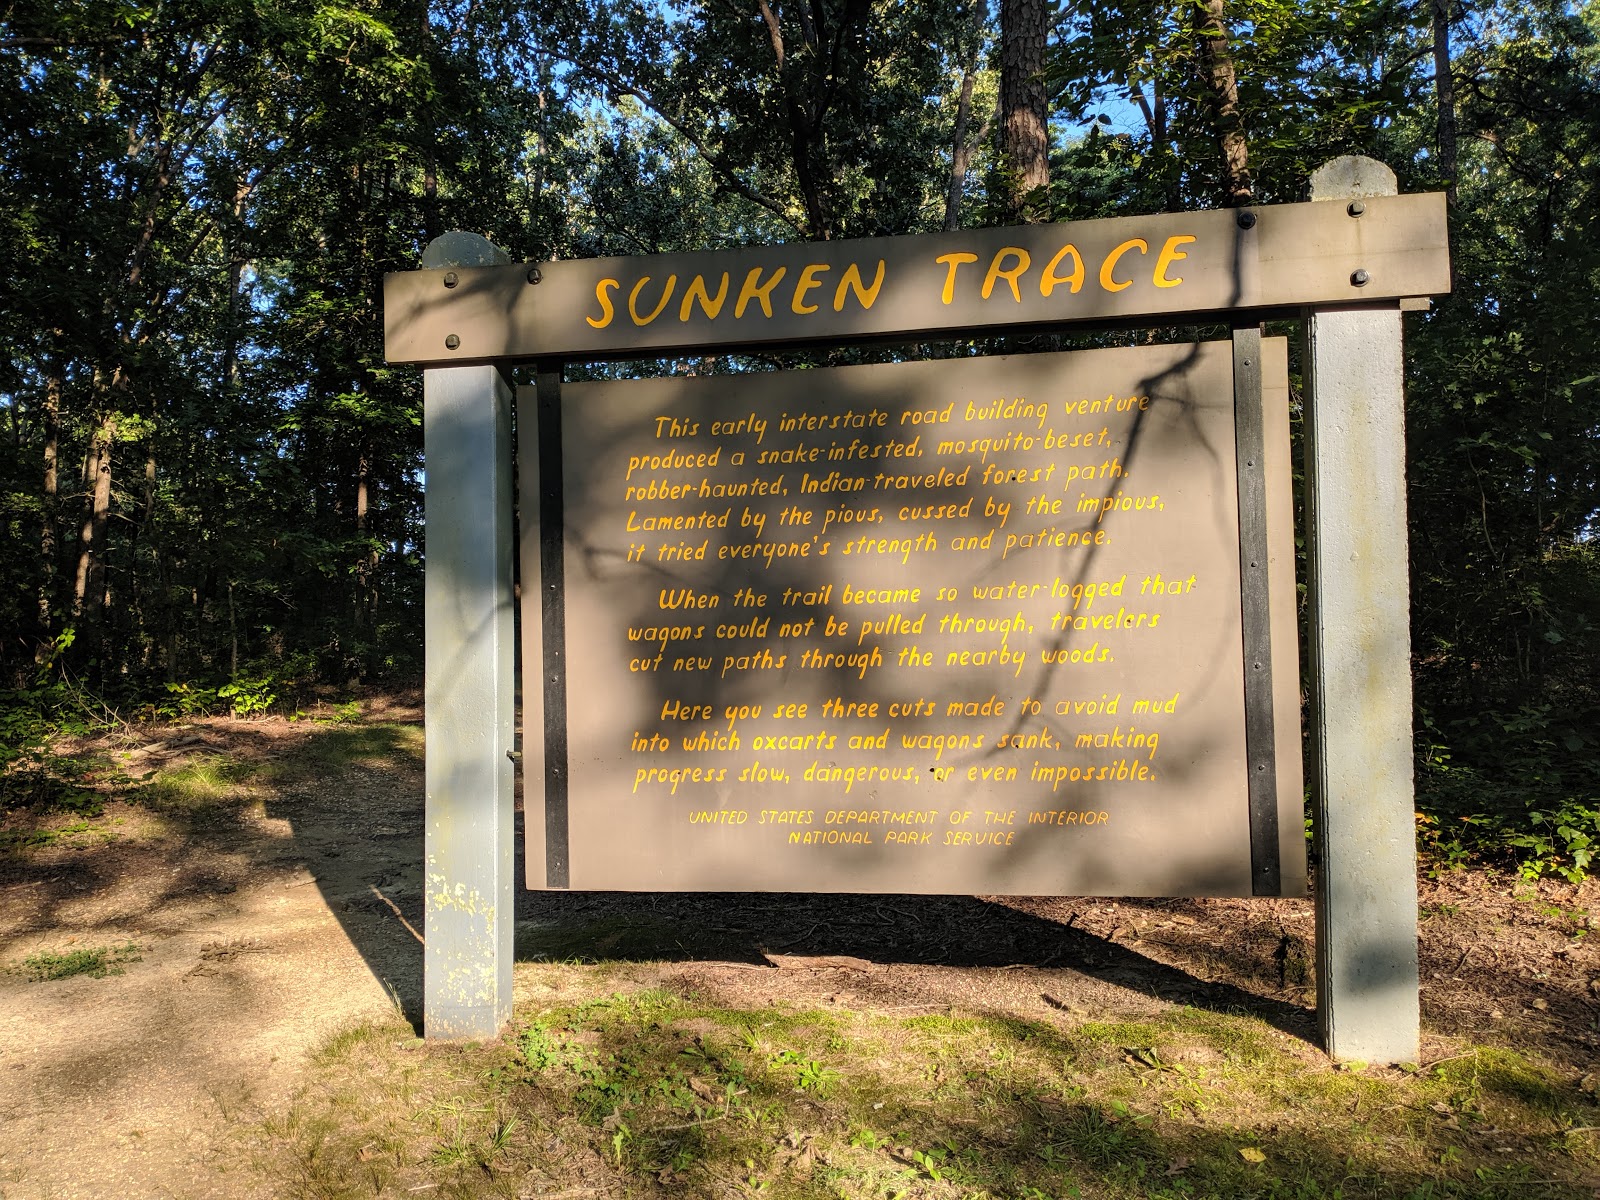 SUNKEN TRACE
This early interstate road building venture
produced a snake-infested, mosquito-beset,
robber-haunted, Indian-traveled forest path.
Lamented by the pious, cussed by the impious,
it tried everyone's strength and patience.
When the trail became so water-logged that
wagons could not be pulled through, travelers
cut new paths through the nearby woods.
Here you see three cuts made to avoid mud
into which oxcarts and wagons sank, making
progress slow, dangerous, or even impossible.
UNITED STATES DEPARTMENT OF THE INTERIOR
NATIONAL PARK SERVICE